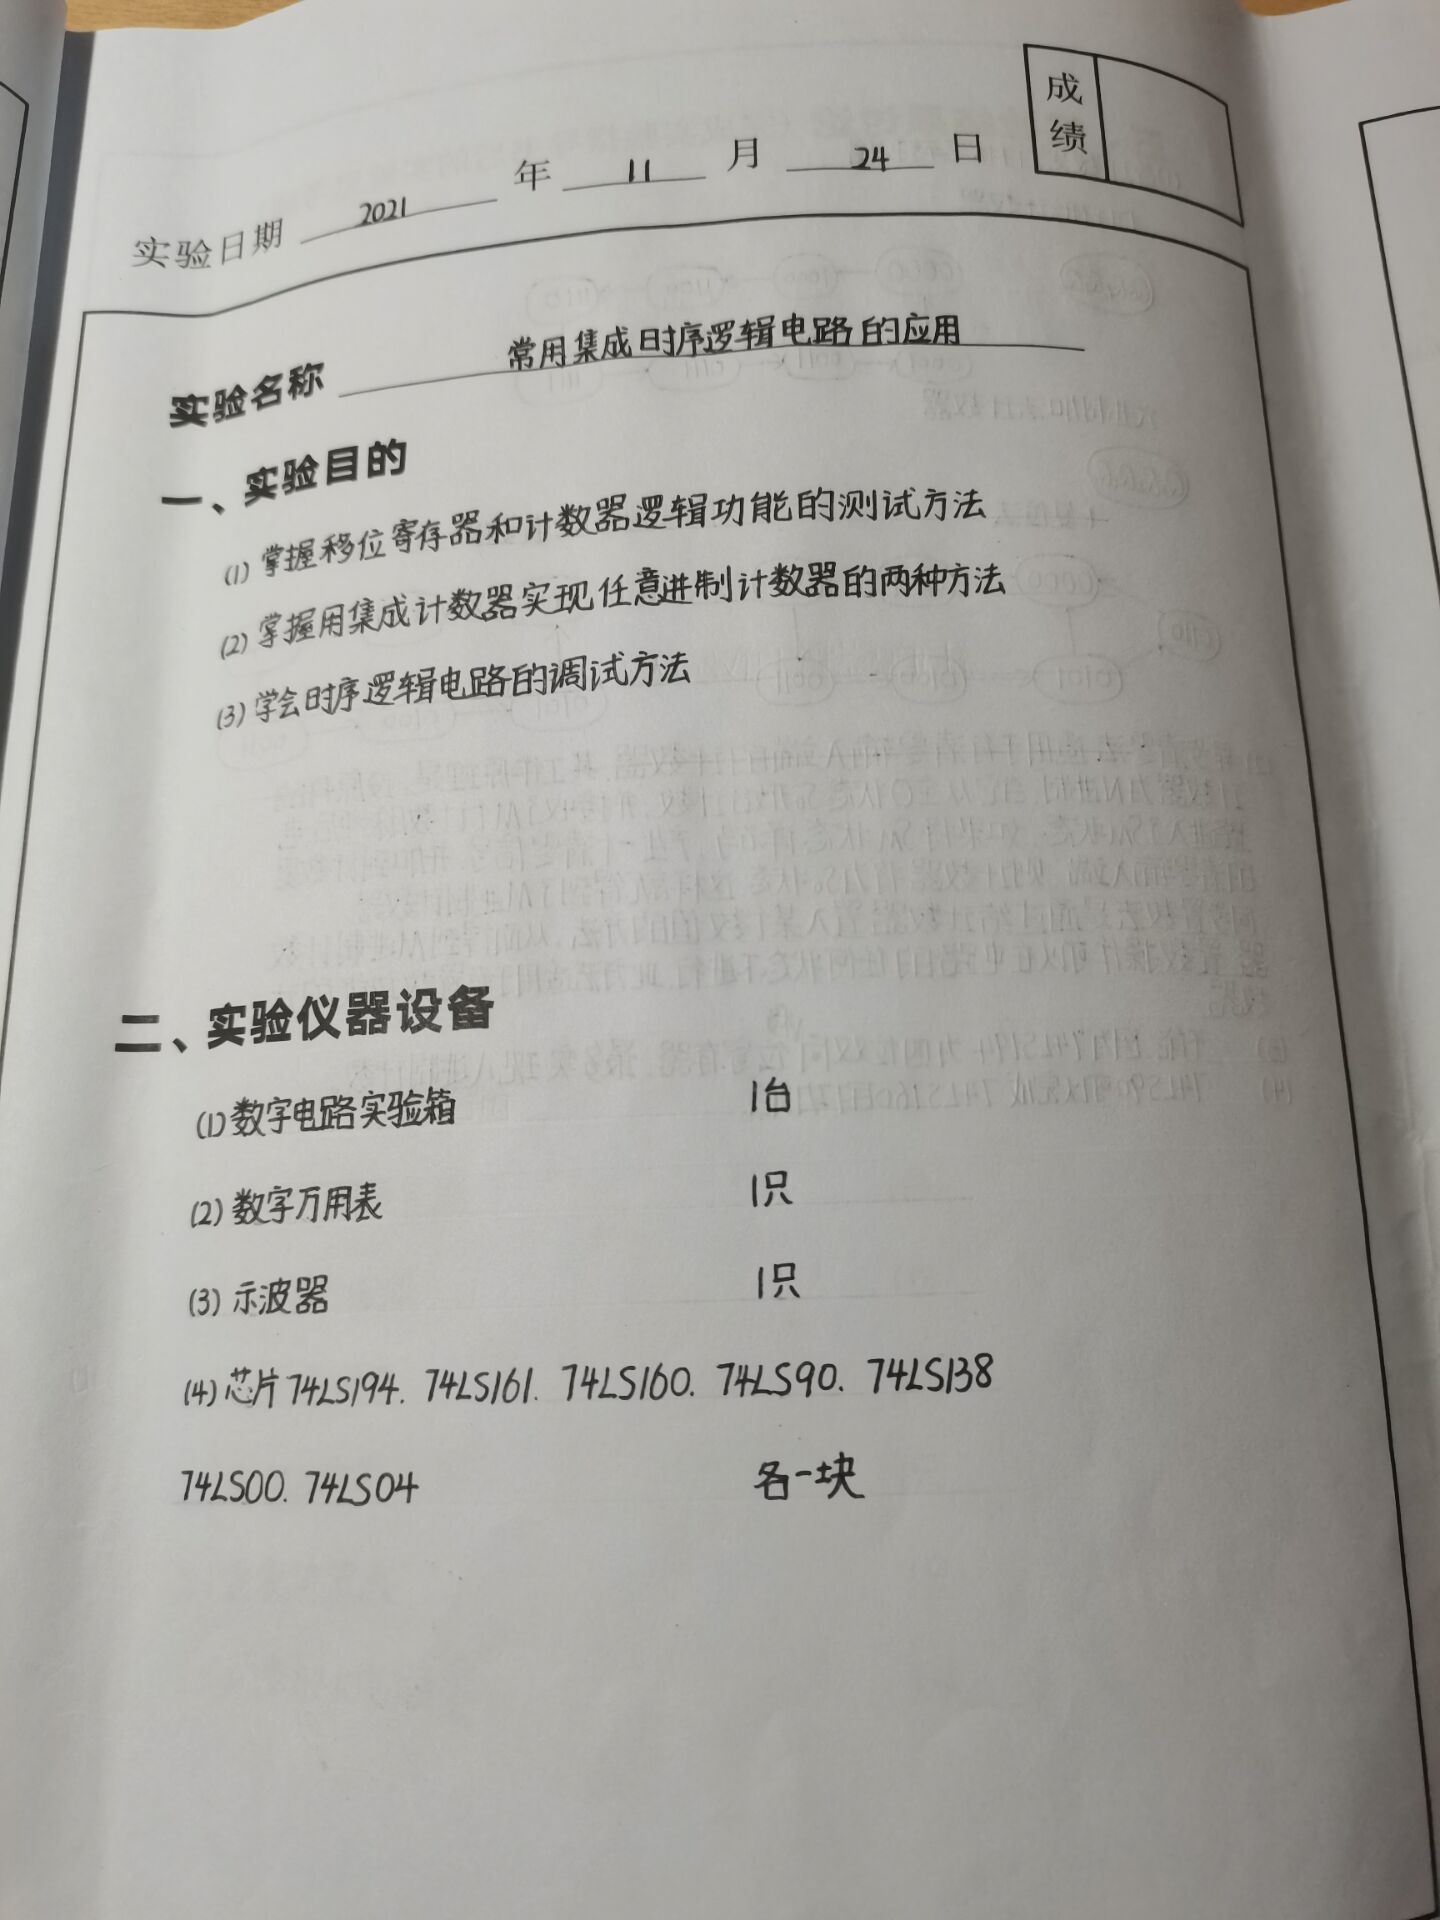 成绩
实验日期 2021 年 11 月 24 日
实验名称 常用集成时序逻辑电路的应用
一、实验目的
(1) 掌握移位寄存器和计数器逻辑功能的测试方法
(2) 掌握用集成计数器实现任意进制计数器的两种方法
(3) 学会时序逻辑电路的调试方法
二、实验仪器设备
(1) 数字电路实验箱 1台
(2) 数字万用表 1只
(3) 示波器 1只
(4) 芯片 74LS194. 74LS161. 74LS160. 74LS90. 74LS138
74LS00. 74LS04 各一块